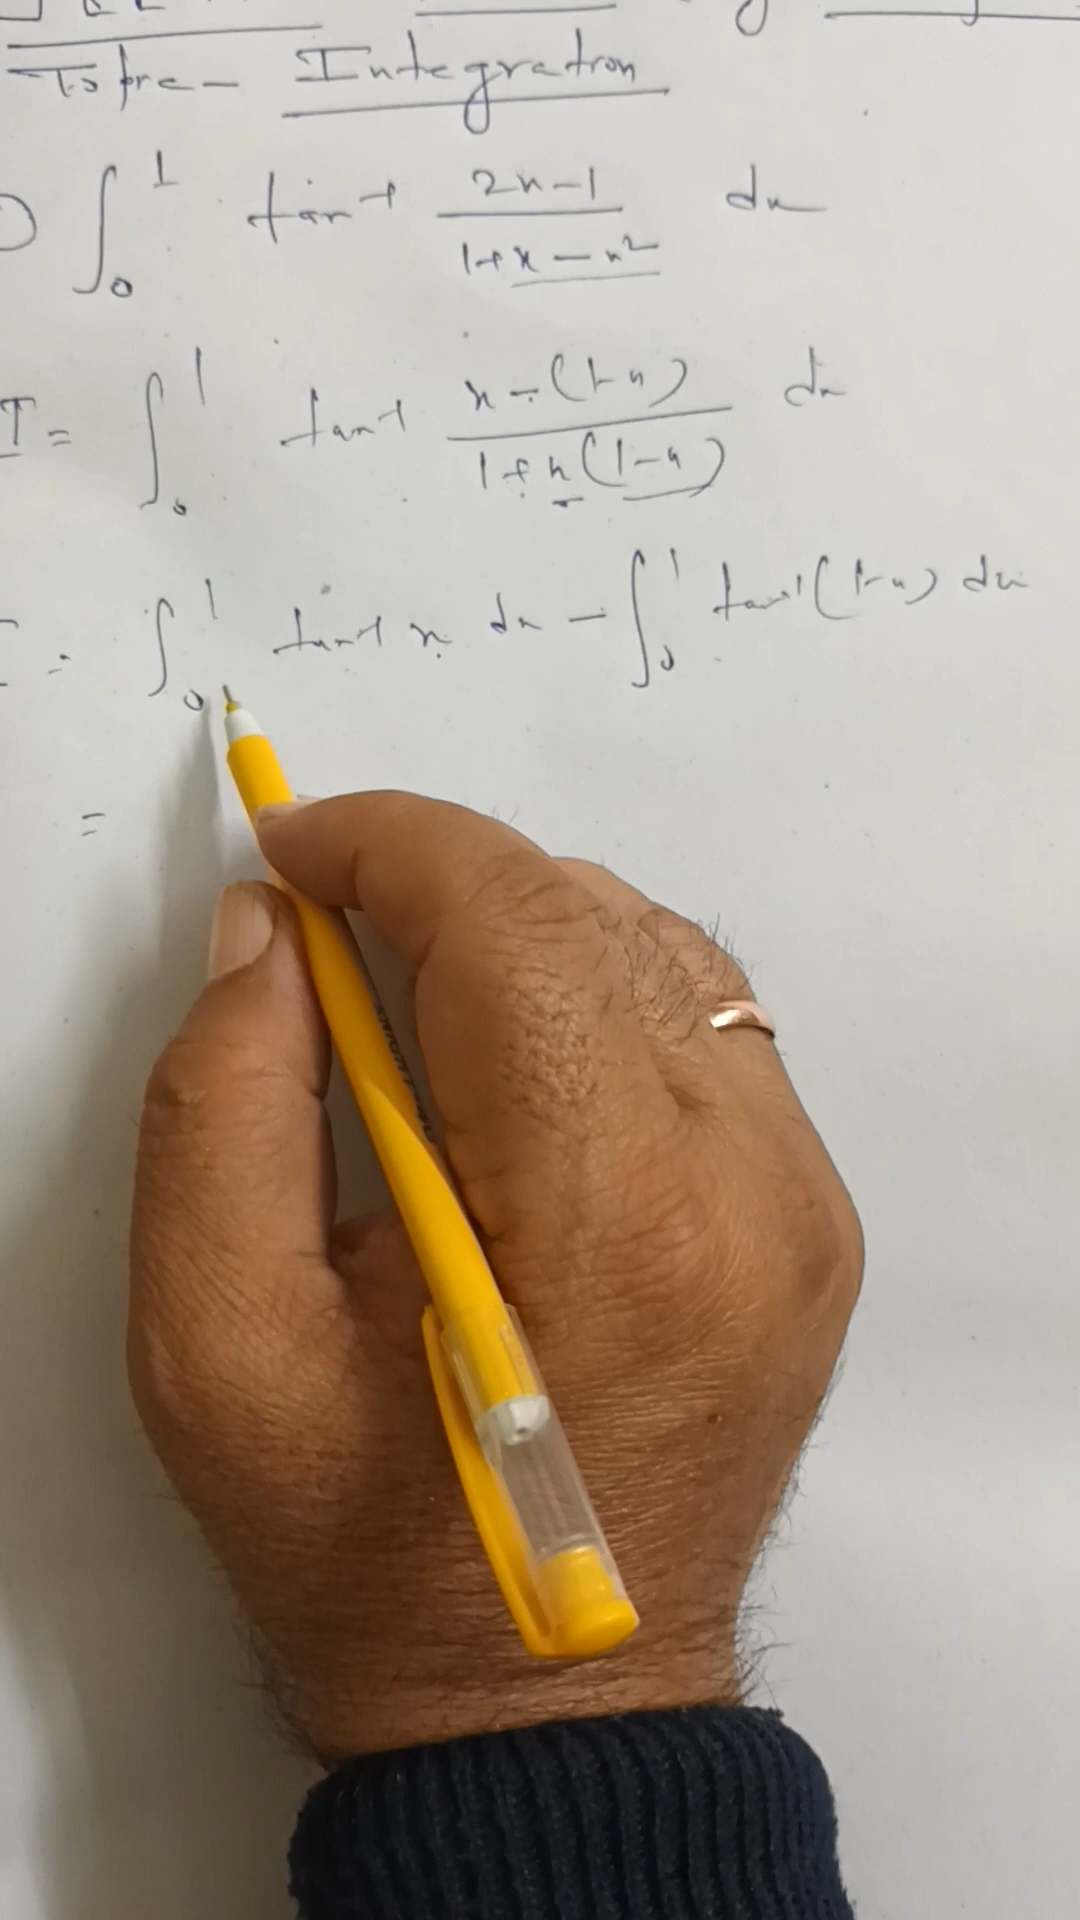 Topic - Integration
) ∫₀¹ tan⁻¹ (2x-1)/(1+x-x²) dx
I = ∫₀¹ tan⁻¹ (x-(1-x))/(1+x(1-x)) dx
I = ∫₀¹ tan⁻¹ x dx - ∫₀¹ tan⁻¹(1-x) dx
=